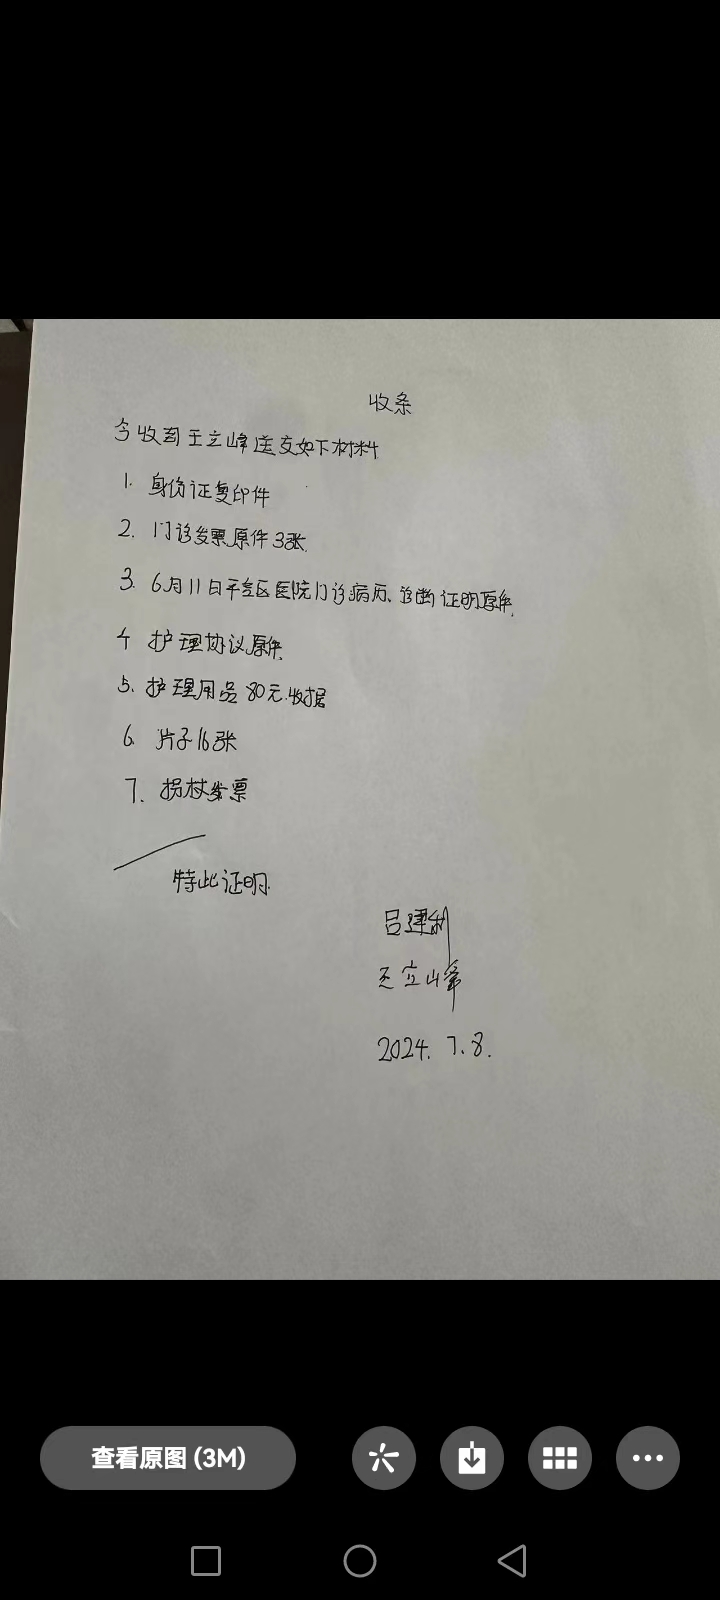 收条
今收到王立峰送交如下材料
1. 身份证复印件
2. 门诊发票原件3张.
3. 6月11日平谷区医院门诊病历、诊断证明原件.
4 护理协议原件.
5. 护理用品80元.收据
6. 片子16张
7. 拐杖发票
特此证明.
吕建利
王立峰
2024. 7. 8.
查看原图 (3M)